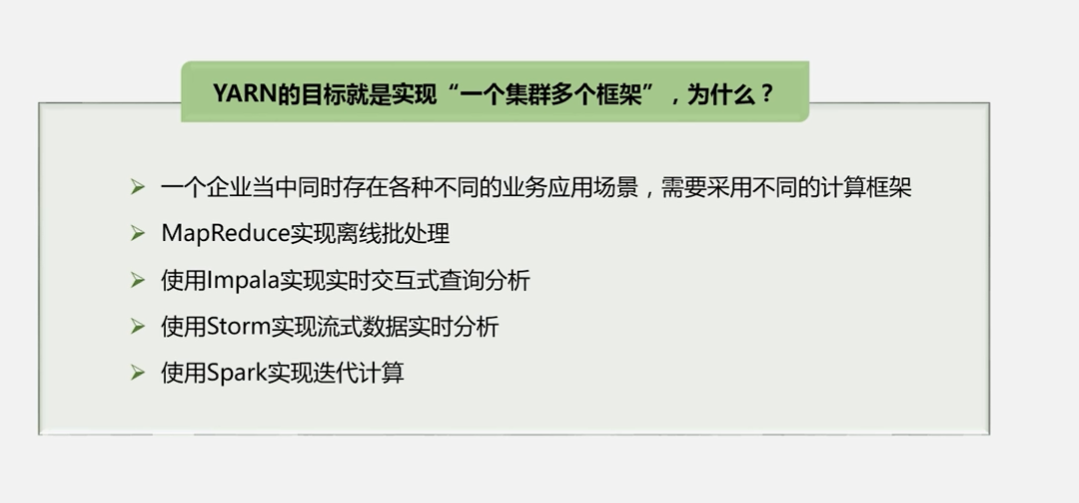 YARN的目标就是实现“一个集群多个框架”，为什么？
一个企业当中同时存在各种不同的业务应用场景，需要采用不同的计算框架
MapReduce实现离线批处理
使用Impala实现实时交互式查询分析
使用Storm实现流式数据实时分析
使用Spark实现迭代计算